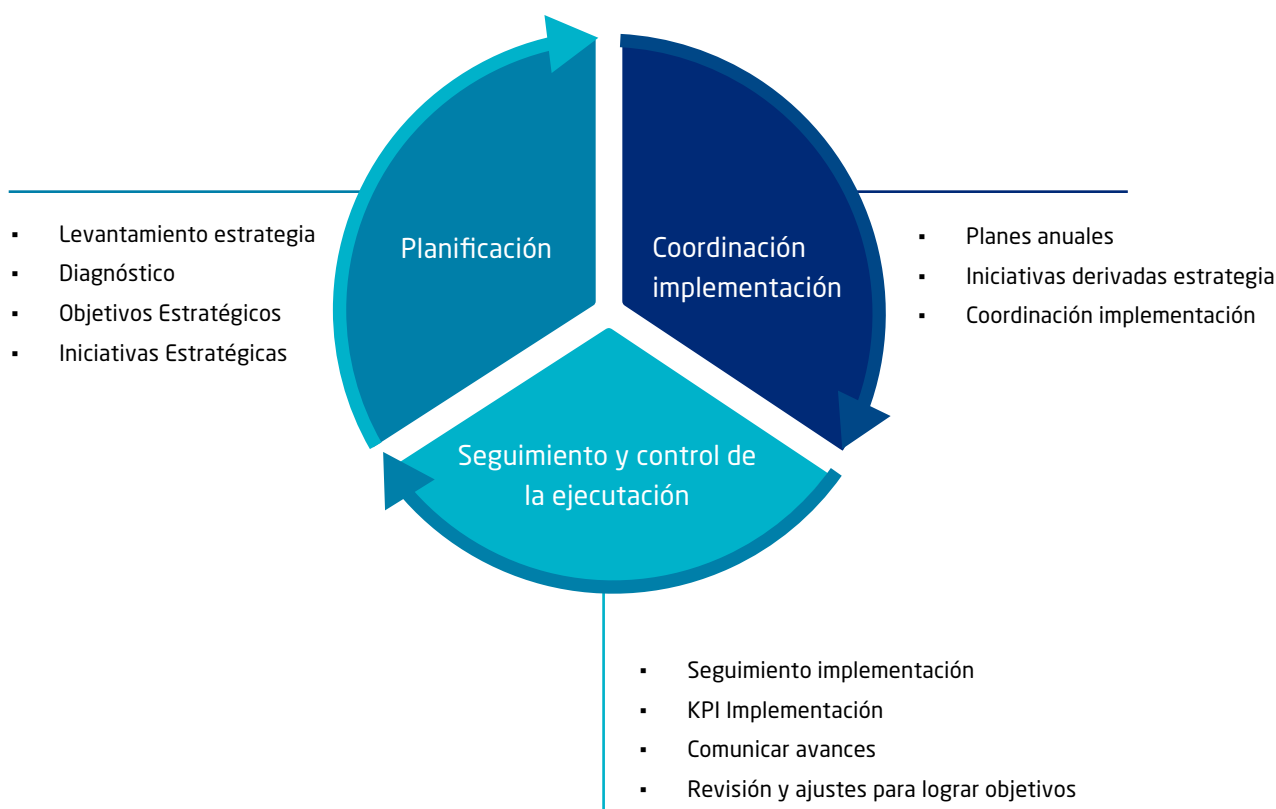 Planificación
Coordinación
implementación
Seguimiento y control de
la ejecutación
▪ Levantamiento estrategia
▪ Diagnóstico
▪ Objetivos Estratégicos
▪ Iniciativas Estratégicas
▪ Planes anuales
▪ Iniciativas derivadas estrategia
▪ Coordinación implementación
▪ Seguimiento implementación
▪ KPI Implementación
▪ Comunicar avances
▪ Revisión y ajustes para lograr objetivos